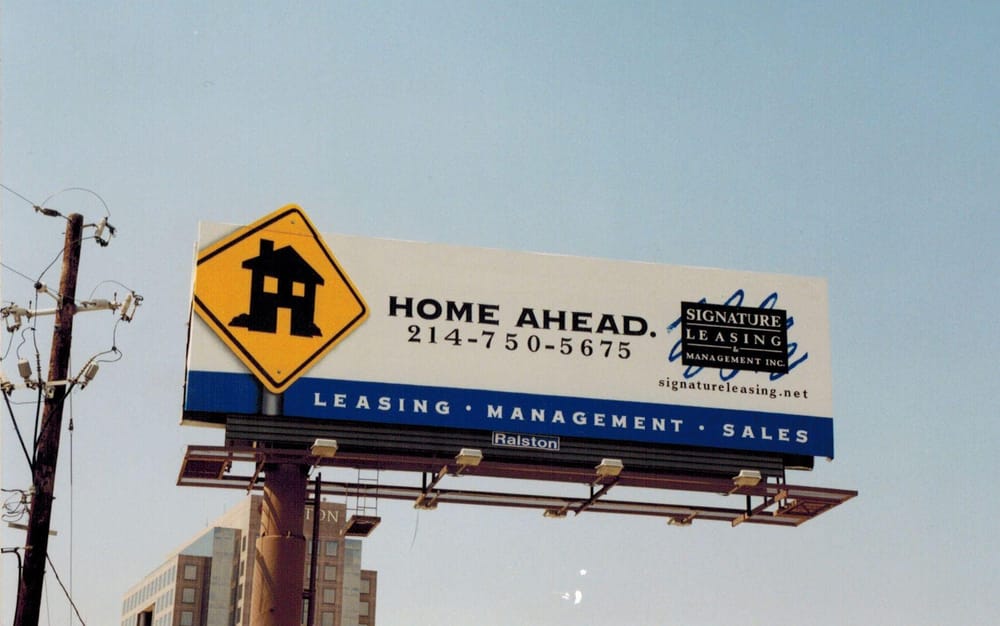 HOME AHEAD.
214-750-5675
SIGNATURE
LEASING
&
MANAGEMENT INC.
signatureleasing.net
LEASING • MANAGEMENT • SALES
Ralston